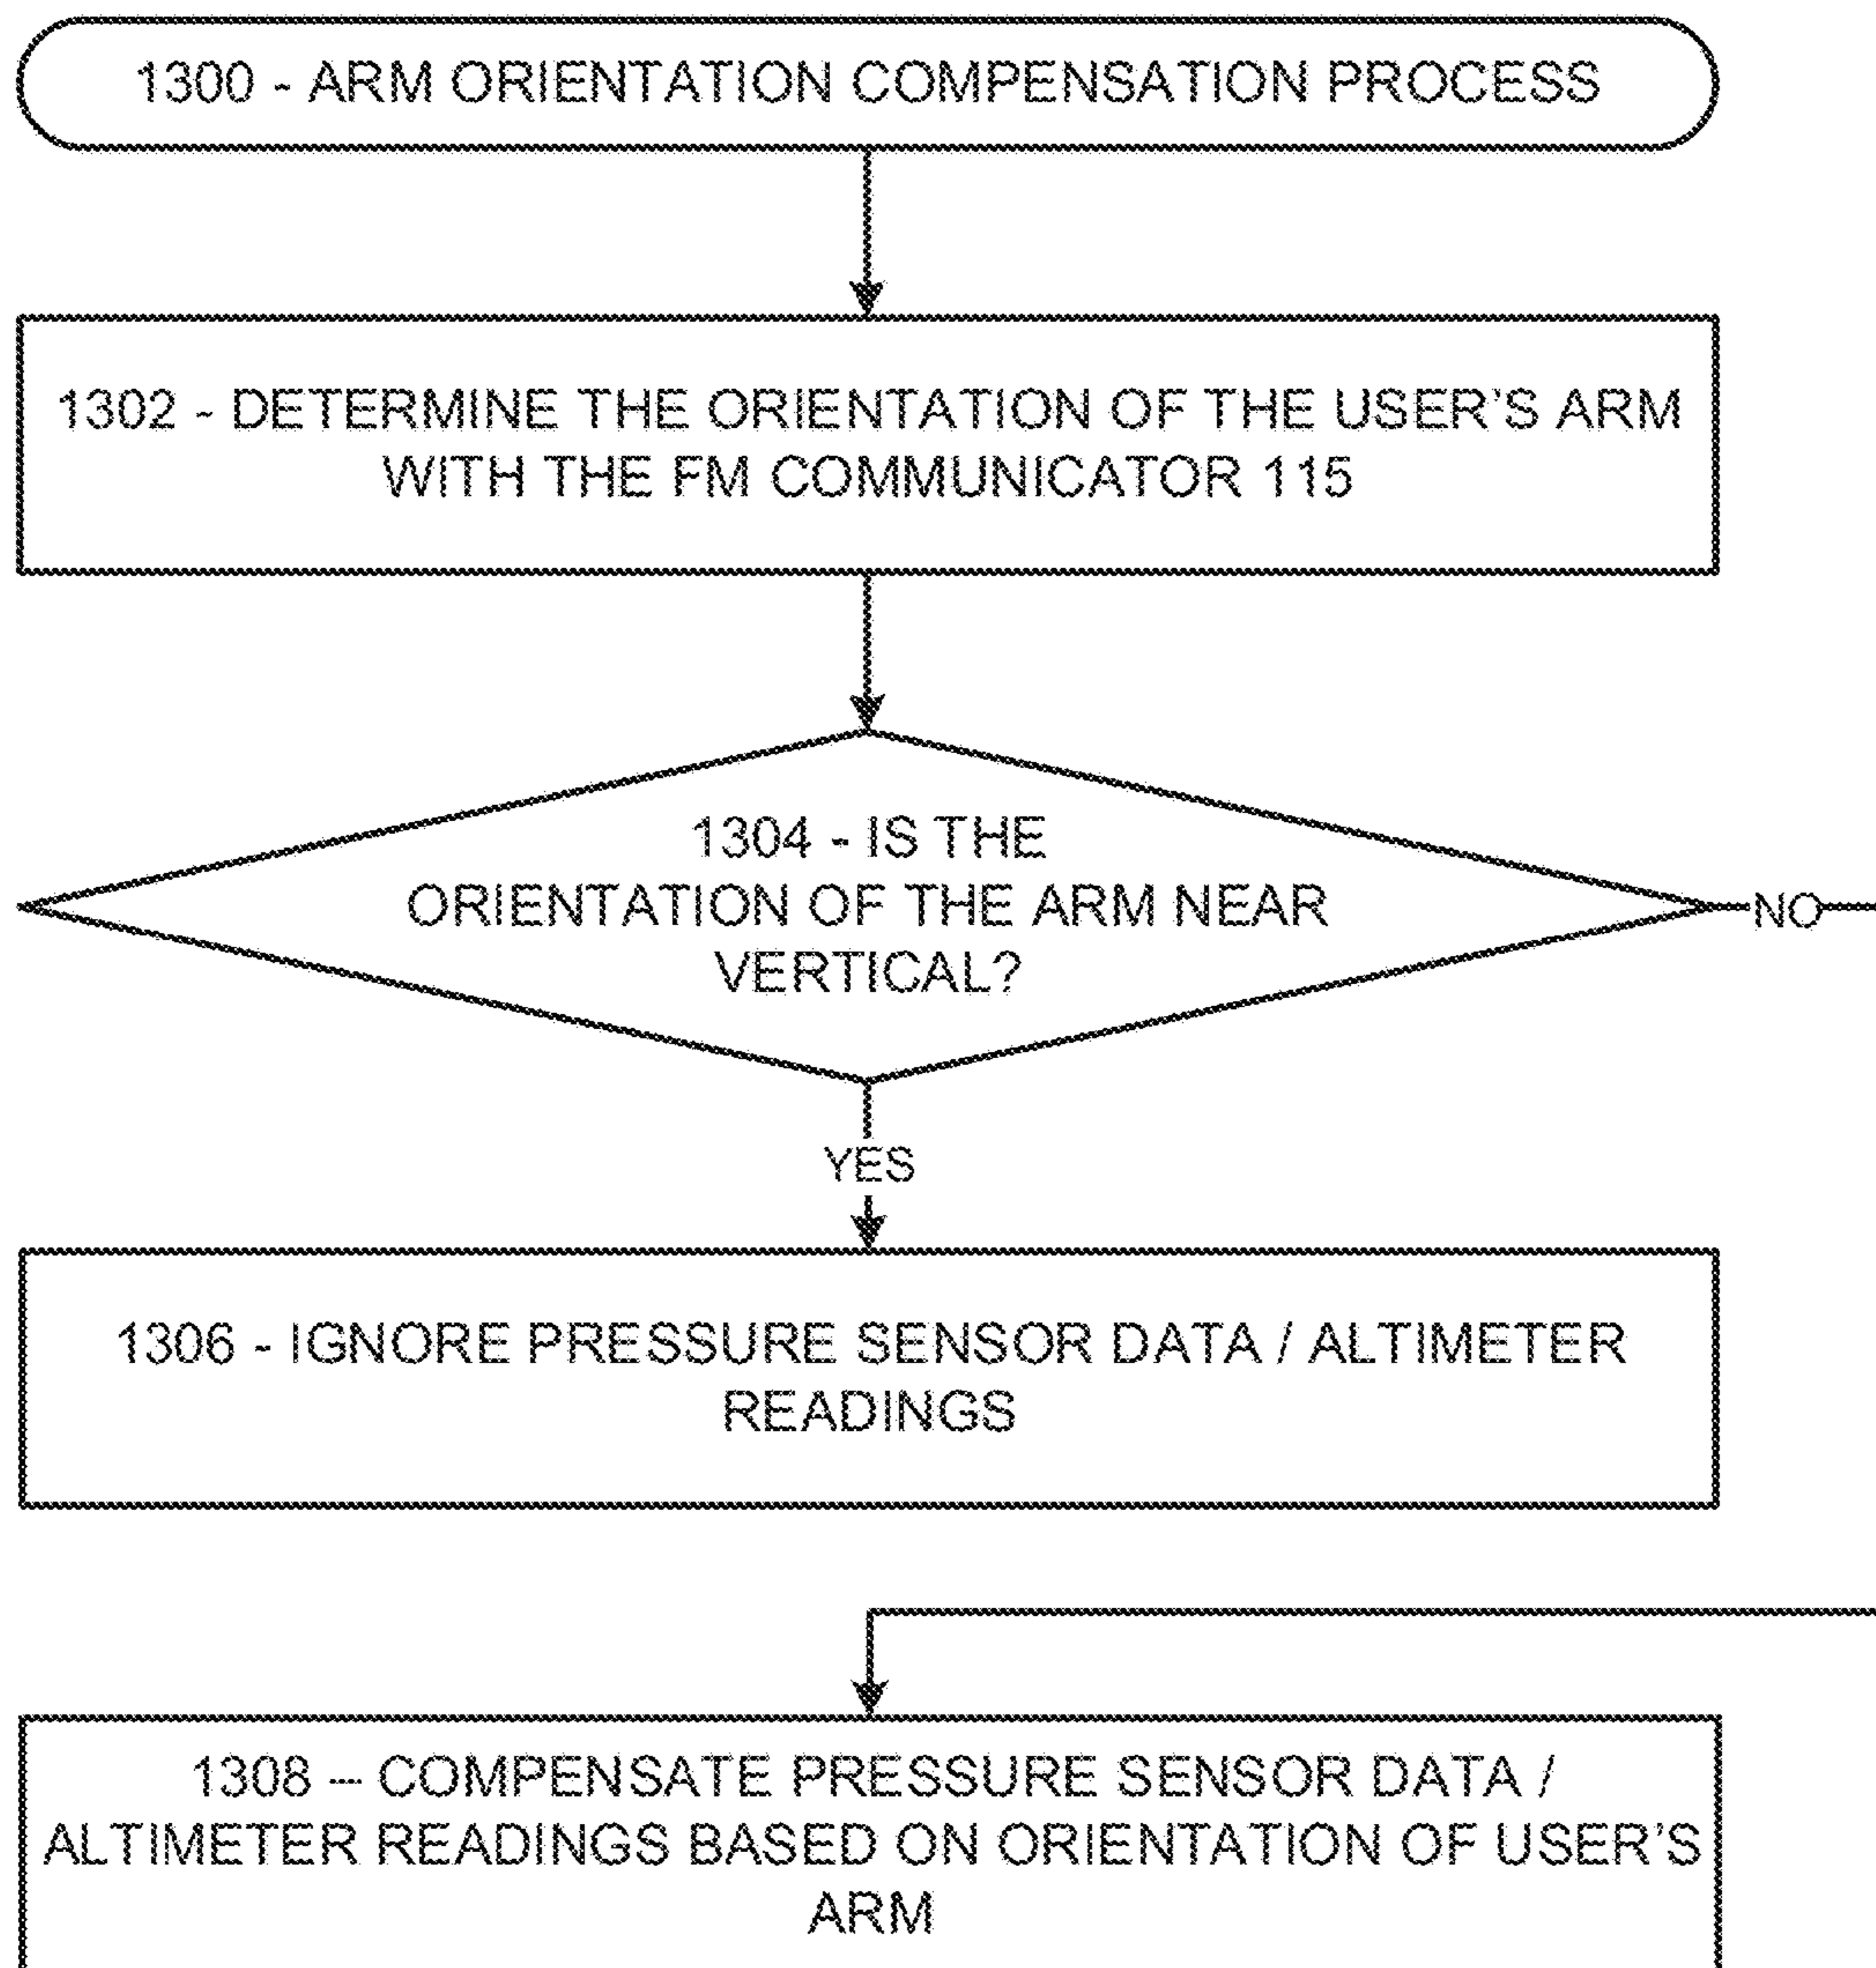 1300 - ARM ORIENTATION COMPENSATION PROCESS
1302 - DETERMINE THE ORIENTATION OF THE USER'S ARM
WITH THE FM COMMUNICATOR 115
1304 - IS THE
ORIENTATION OF THE ARM NEAR
VERTICAL?
NO
YES
1306 - IGNORE PRESSURE SENSOR DATA / ALTIMETER
READINGS
1308 – COMPENSATE PRESSURE SENSOR DATA /
ALTIMETER READINGS BASED ON ORIENTATION OF USER'S
ARM